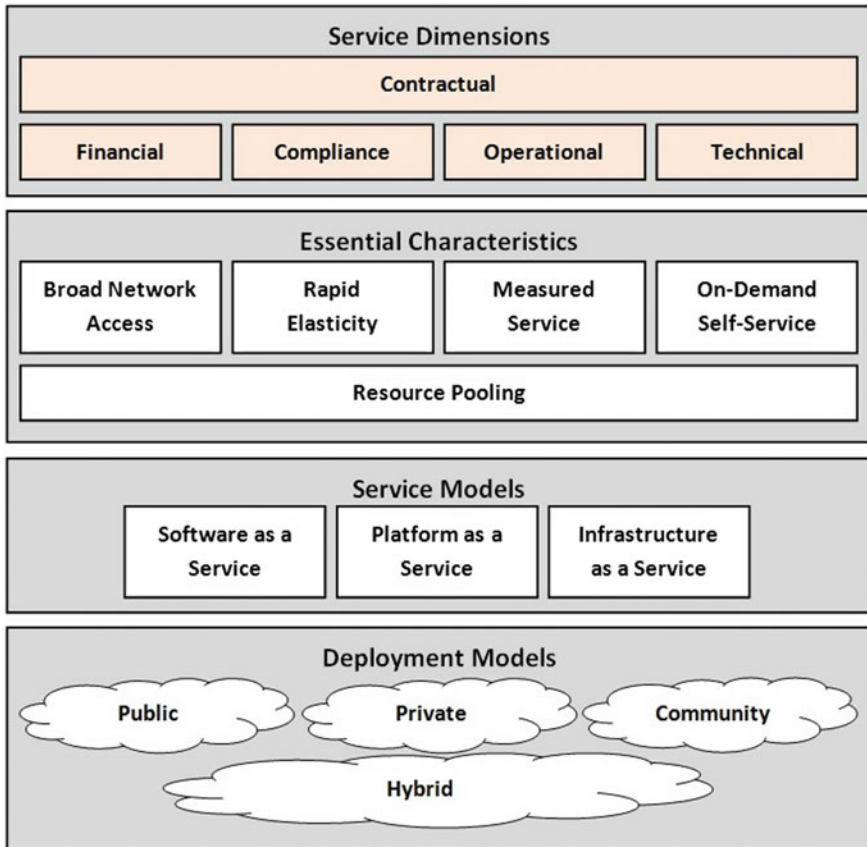 Service Dimensions
Contractual
Financial
Compliance
Operational
Technical
Essential Characteristics
Broad Network
Access
Rapid
Elasticity
Measured
Service
On-Demand
Self-Service
Resource Pooling
Service Models
Software as a
Service
Platform as a
Service
Infrastructure
as a Service
Deployment Models
Public
Private
Community
Hybrid